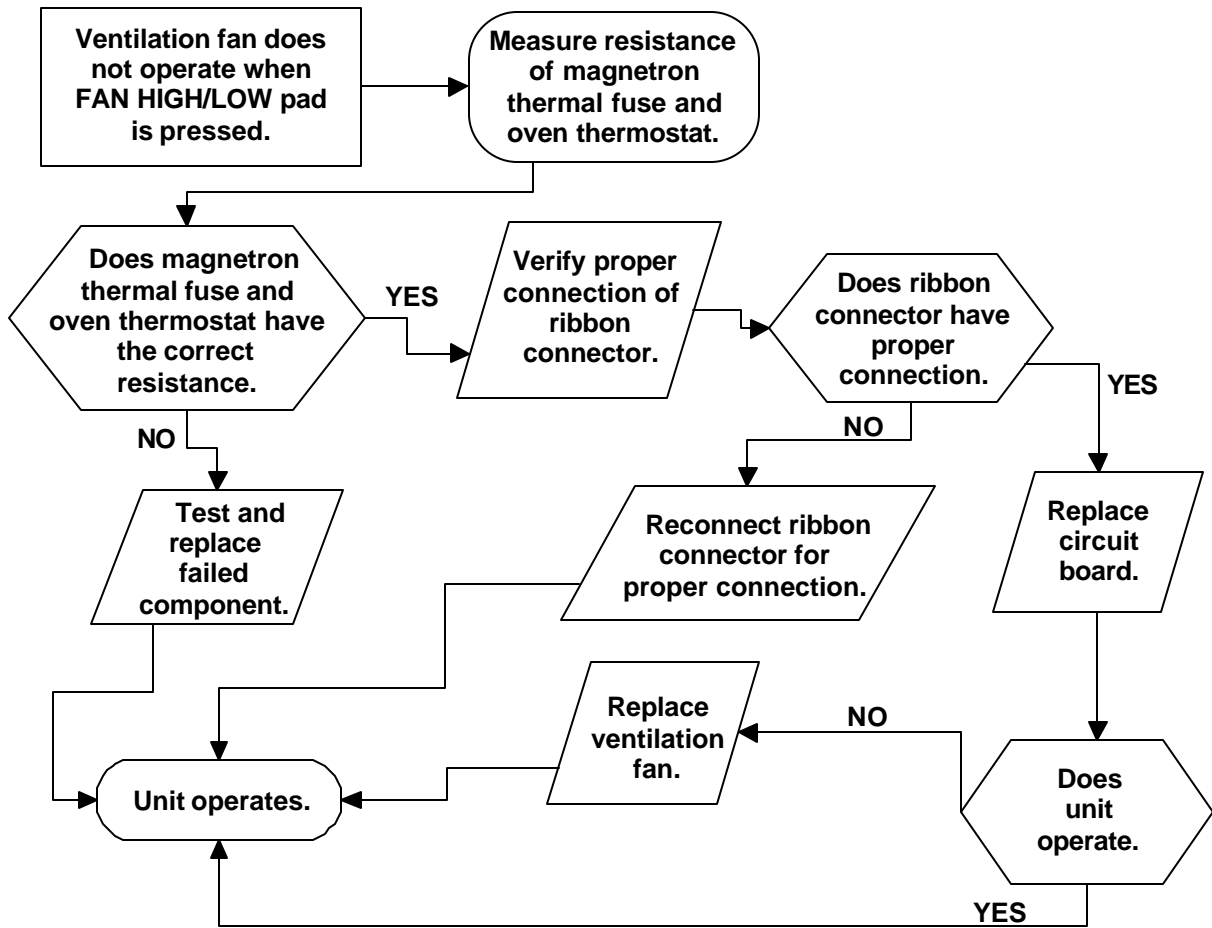 Ventilation fan does
not operate when
FAN HIGH/LOW pad
is pressed.
Measure resistance
of magnetron
thermal fuse and
oven thermostat.
Does magnetron
thermal fuse and
oven thermostat have
the correct
resistance.
YES
Verify proper
connection of
ribbon
connector.
Does ribbon
connector have
proper
connection.
YES
NO
NO
Test and
replace
failed
component.
Reconnect ribbon
connector for
proper connection.
Replace
circuit
board.
Replace
ventilation
fan.
NO
Does
unit
operate.
Unit operates.
YES